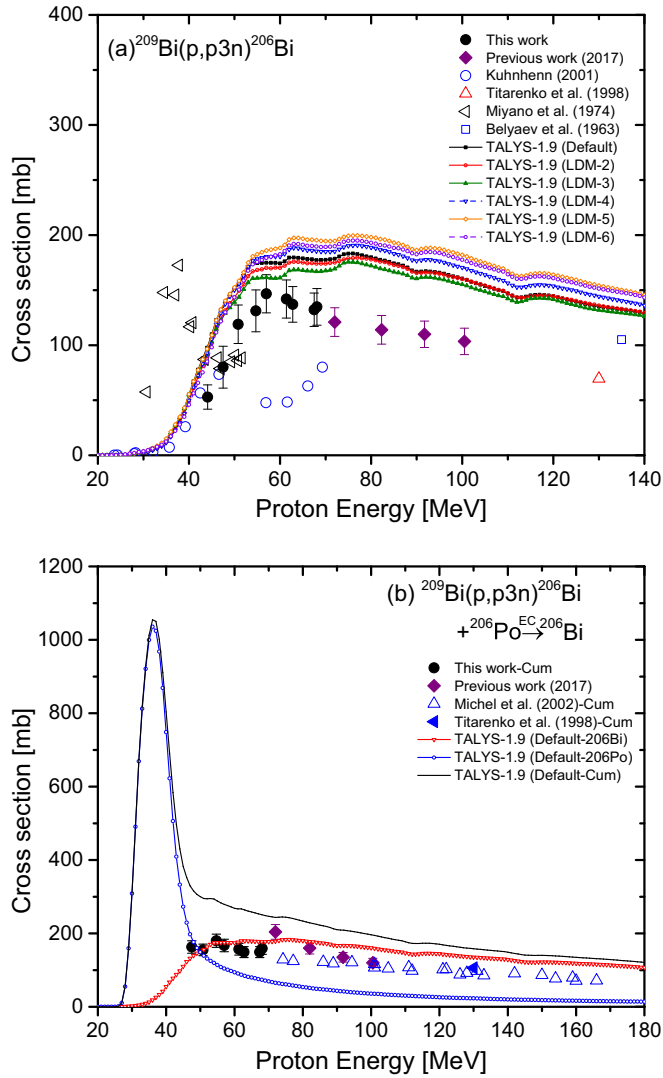 (a)²⁰⁹Bi(p,p3n)²⁰⁶Bi
This work
Previous work (2017)
Kuhnhenn (2001)
Titarenko et al. (1998)
Miyano et al. (1974)
Belyaev et al. (1963)
TALYS-1.9 (Default)
TALYS-1.9 (LDM-2)
TALYS-1.9 (LDM-3)
TALYS-1.9 (LDM-4)
TALYS-1.9 (LDM-5)
TALYS-1.9 (LDM-6)
Cross section [mb]
400
300
200
100
0
20 40 60 80 100 120 140
Proton Energy [MeV]
(b) ²⁰⁹Bi(p,p3n)²⁰⁶Bi
+²⁰⁶Po EC→ ²⁰⁶Bi
This work-Cum
Previous work (2017)
Michel et al. (2002)-Cum
Titarenko et al. (1998)-Cum
TALYS-1.9 (Default-206Bi)
TALYS-1.9 (Default-206Po)
TALYS-1.9 (Default-Cum)
Cross section [mb]
1200
1000
800
600
400
200
0
20 40 60 80 100 120 140 160 180
Proton Energy [MeV]